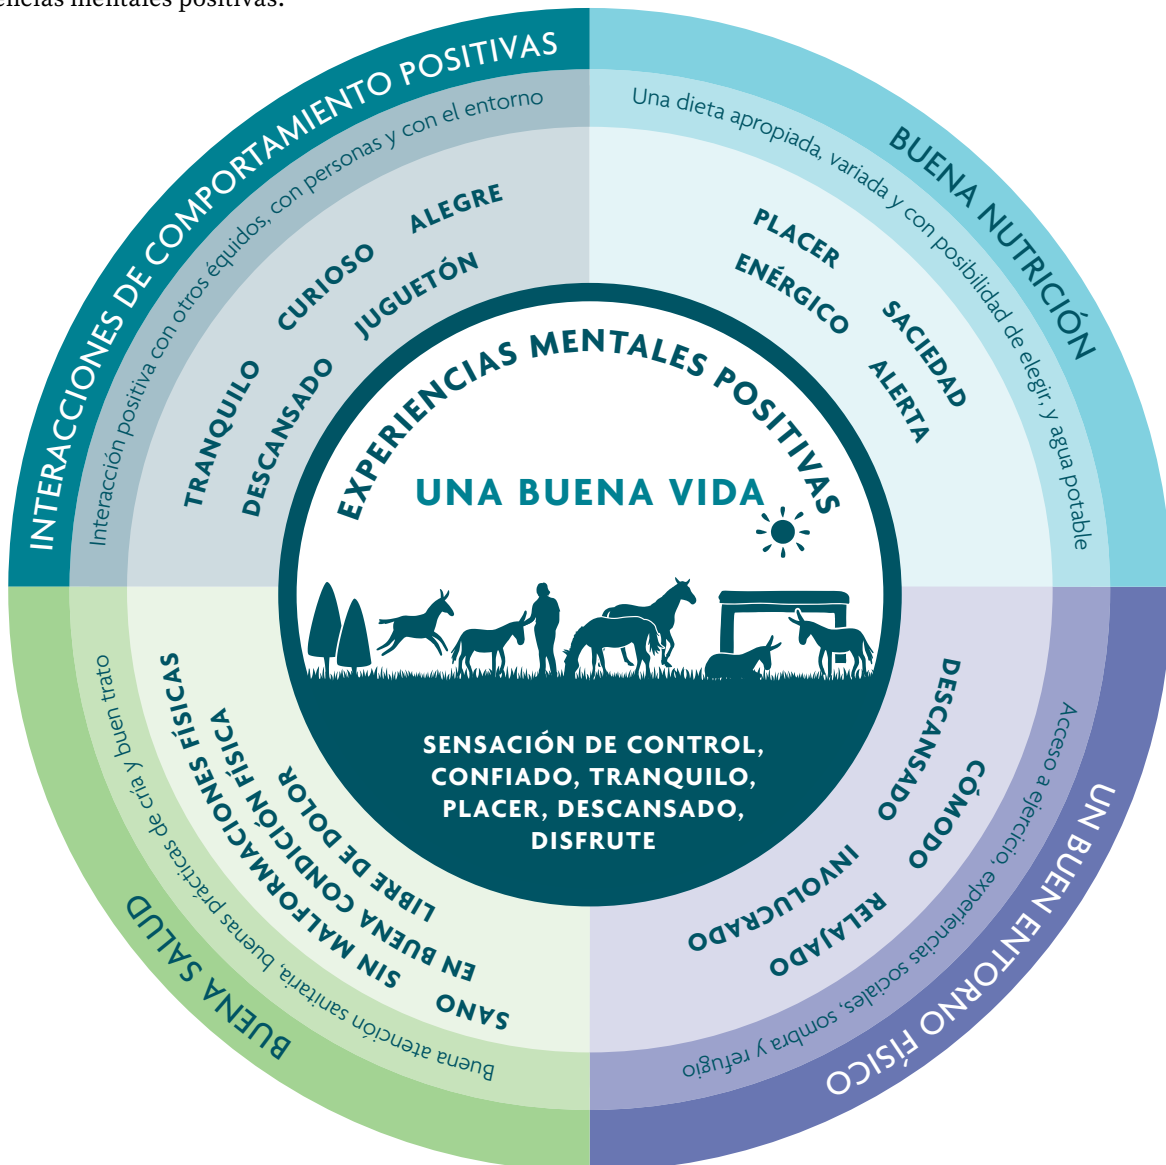 encias mentales positivas.
INTERACCIONES DE COMPORTAMIENTO POSITIVAS
Interacción positiva con otros équidos, con personas y con el entorno
TRANQUILO
CURIOSO
ALEGRE
DESCANSADO
JUGUETÓN
BUENA NUTRICIÓN
Una dieta apropiada, variada y con posibilidad de elegir, y agua potable
PLACER
SACIEDAD
ENÉRGICO
ALERTA
EXPERIENCIAS MENTALES POSITIVAS
UNA BUENA VIDA
SENSACIÓN DE CONTROL,
CONFIADO, TRANQUILO,
PLACER, DESCANSADO,
DISFRUTE
BUENA SALUD
Buena atención sanitaria, buenas prácticas de cría y buen trato
SANO
SIN MALFORMACIONES FÍSICAS
EN BUENA CONDICIÓN FÍSICA
LIBRE DE DOLOR
UN BUEN ENTORNO FÍSICO
Acceso a ejercicio, experiencias sociales, sombra y refugio
DESCANSADO
CÓMODO
INVOLUCRADO
RELAJADO